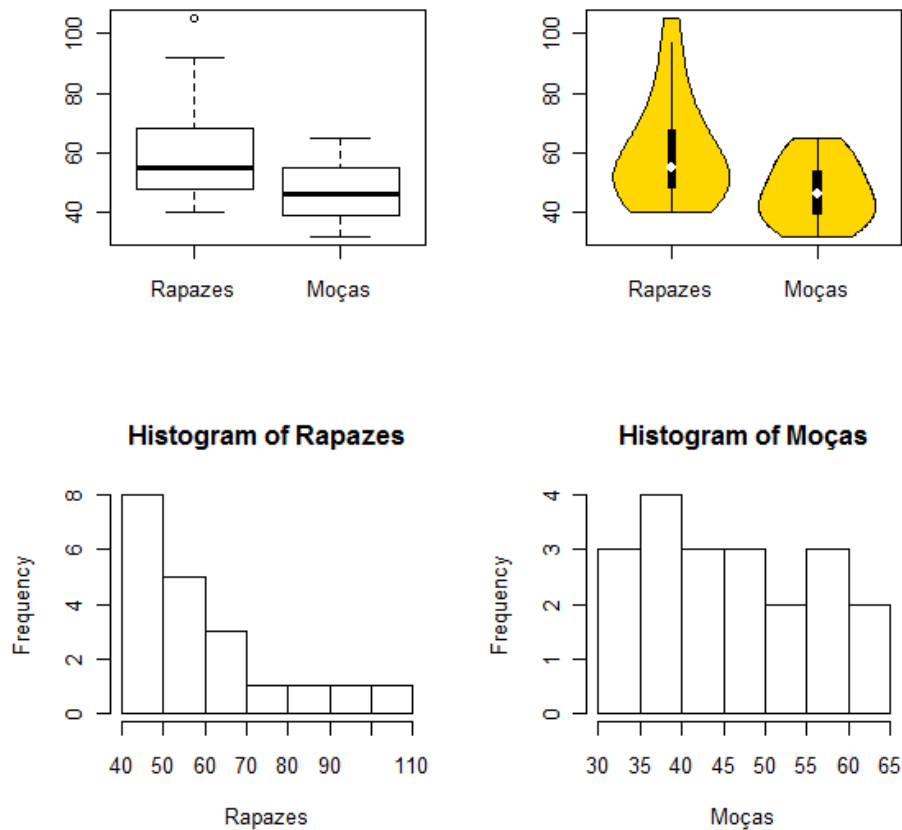 100
80
60
40
Rapazes Moças
100
80
60
40
Rapazes Moças
Histogram of Rapazes
Frequency
8
6
4
2
0
40 50 60 70 80 90 110
Rapazes
Histogram of Moças
Frequency
4
3
2
1
0
30 35 40 45 50 55 60 65
Moças